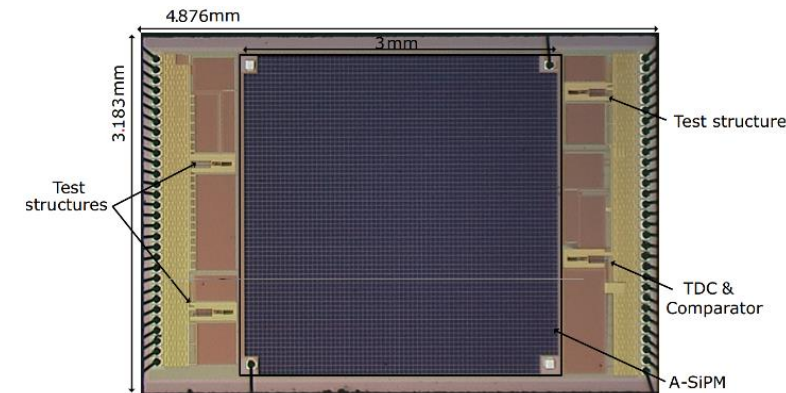 4.876mm
3mm
3.183mm
Test structure
Test
structures
TDC &
Comparator
A-SiPM